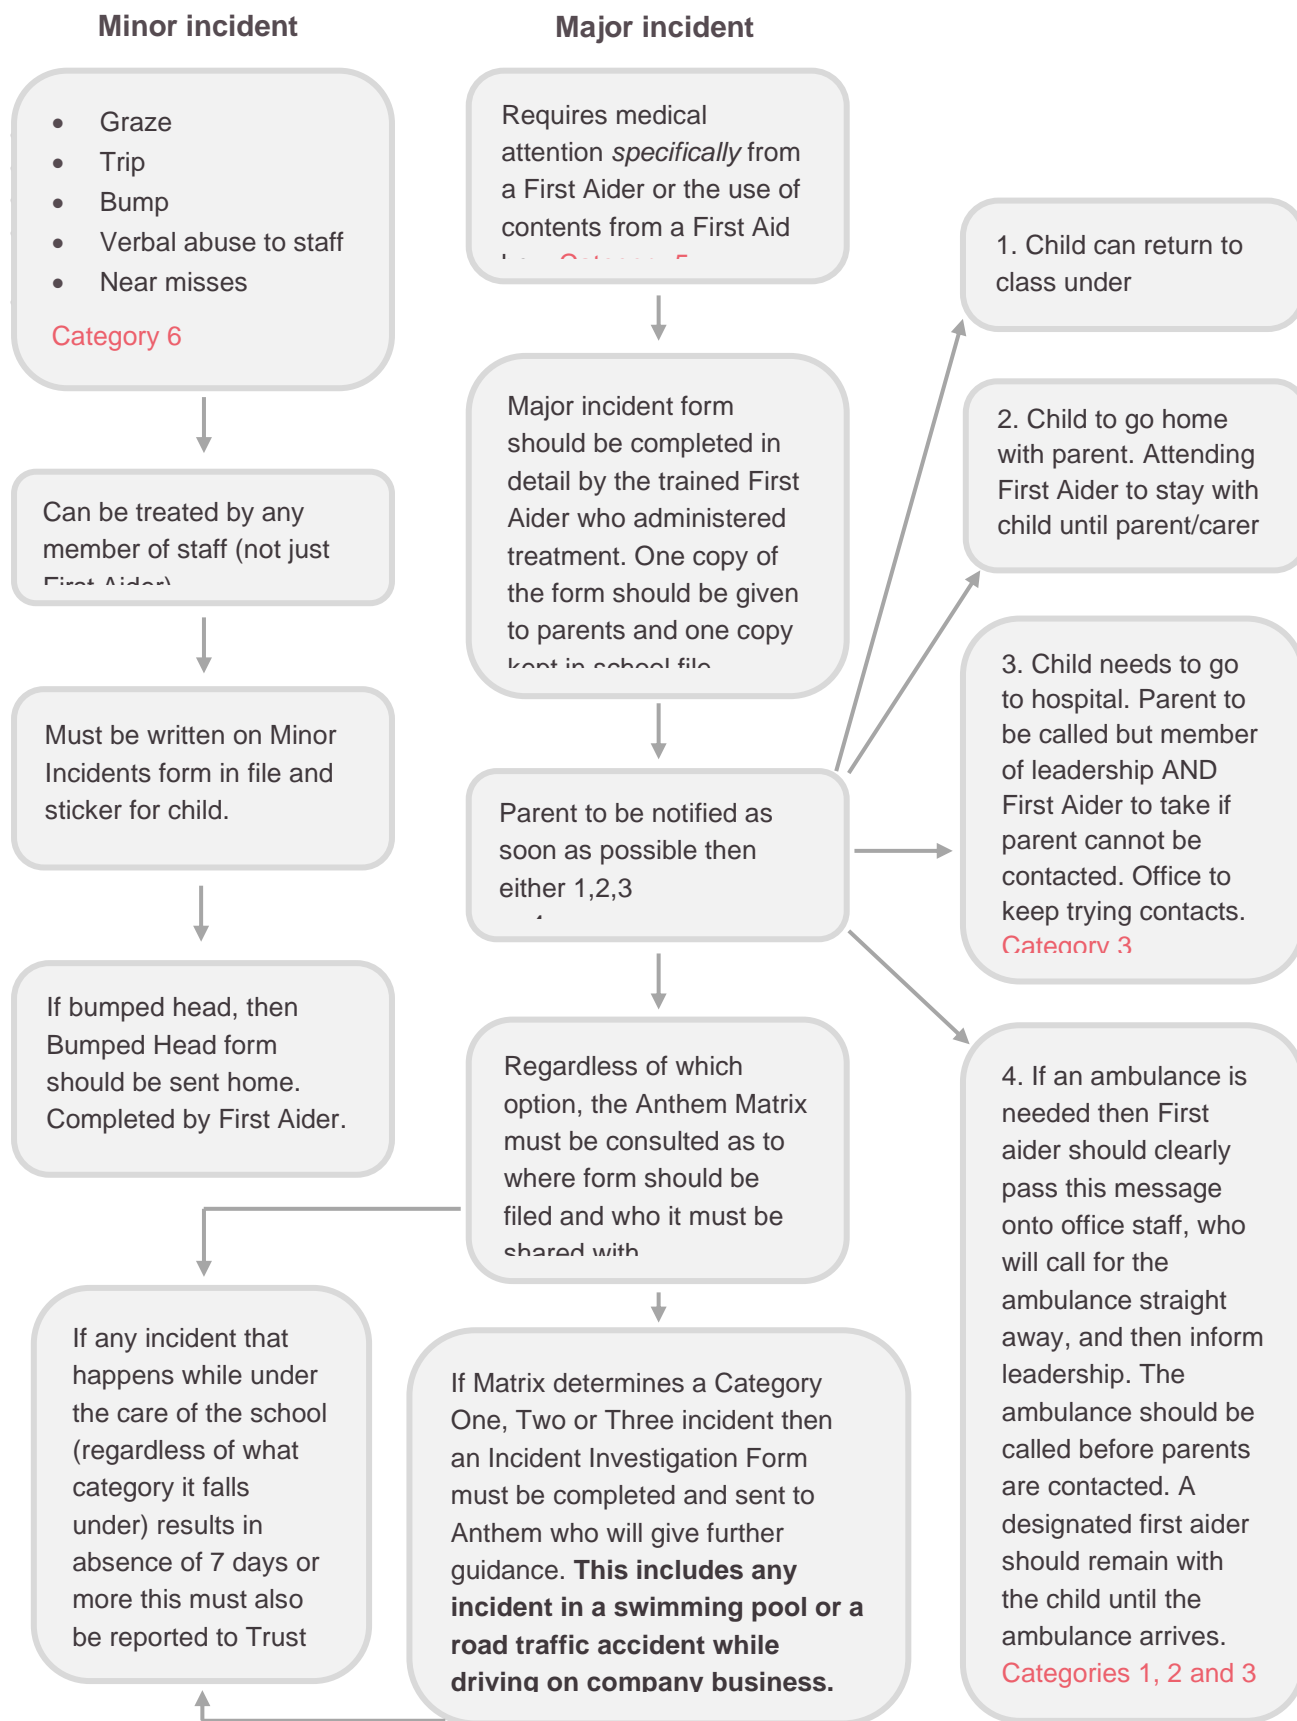 Minor incident
Graze
Trip
Bump
Verbal abuse to staff
Near misses
Category 6
Can be treated by any
member of staff (not just
First Aider)
Must be written on Minor
Incidents form in file and
sticker for child.
If bumped head, then
Bumped Head form
should be sent home.
Completed by First Aider.
If any incident that
happens while under
the care of the school
(regardless of what
category it falls
under) results in
absence of 7 days or
more this must also
be reported to Trust
Major incident
Requires medical
attention specifically from
a First Aider or the use of
contents from a First Aid
Category 5
Major incident form
should be completed in
detail by the trained First
Aider who administered
treatment. One copy of
the form should be given
to parents and one copy
kept in school file
Parent to be notified as
soon as possible then
either 1,2,3
Regardless of which
option, the Anthem Matrix
must be consulted as to
where form should be
filed and who it must be
shared with
If Matrix determines a Category
One, Two or Three incident then
an Incident Investigation Form
must be completed and sent to
Anthem who will give further
guidance. This includes any
incident in a swimming pool or a
road traffic accident while
driving on company business.
1. Child can return to
class under
2. Child to go home
with parent. Attending
First Aider to stay with
child until parent/carer
3. Child needs to go
to hospital. Parent to
be called but member
of leadership AND
First Aider to take if
parent cannot be
contacted. Office to
keep trying contacts.
Category 3
4. If an ambulance is
needed then First
aider should clearly
pass this message
onto office staff, who
will call for the
ambulance straight
away, and then inform
leadership. The
ambulance should be
called before parents
are contacted. A
designated first aider
should remain with
the child until the
ambulance arrives.
Categories 1, 2 and 3